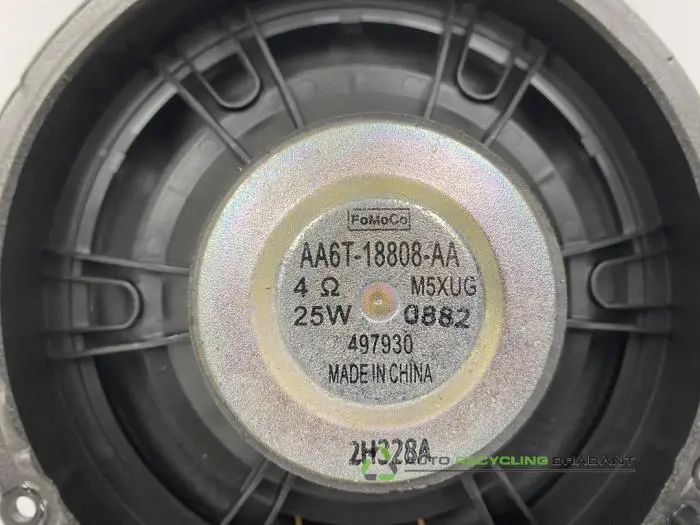 FoMoCo
AA6T-18808-AA
4 Ω M5XUG
25W 0882
497930
MADE IN CHINA
2H328A
AUTO RECYCLING BRABANT